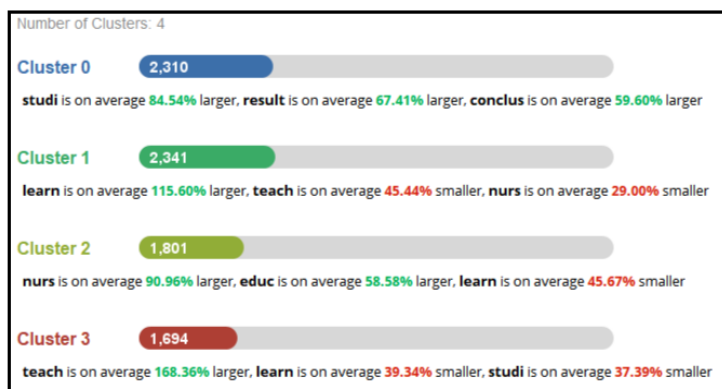 Number of Clusters: 4
Cluster 0
2,310
studi is on average 84.54% larger, result is on average 67.41% larger, conclus is on average 59.60% larger
Cluster 1
2,341
learn is on average 115.60% larger, teach is on average 45.44% smaller, nurs is on average 29.00% smaller
Cluster 2
1,801
nurs is on average 90.96% larger, educ is on average 58.58% larger, learn is on average 45.67% smaller
Cluster 3
1,694
teach is on average 168.36% larger, learn is on average 39.34% smaller, studi is on average 37.39% smaller